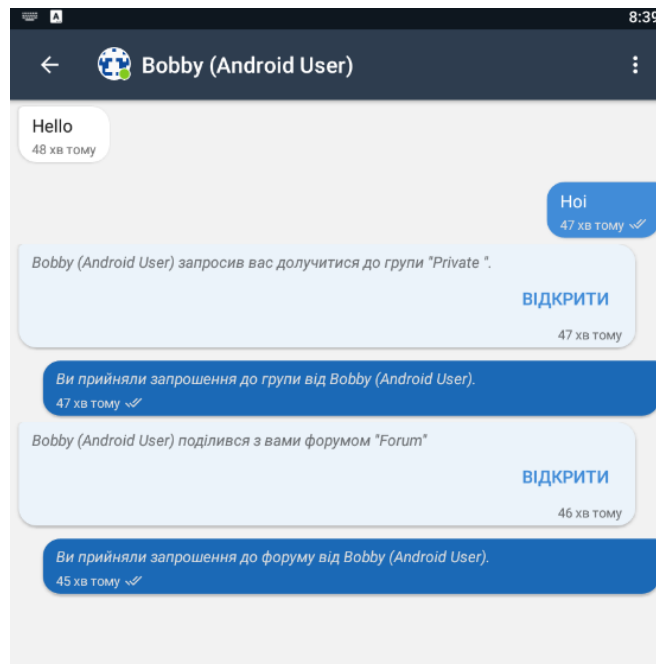 A
8:39
Bobby (Android User)
Hello
48 хв тому
Hoi
47 хв тому
Bobby (Android User) запросив вас долучитися до групи "Private ".
ВІДКРИТИ
47 хв тому
Ви прийняли запрошення до групи від Bobby (Android User).
47 хв тому
Bobby (Android User) поділився з вами форумом "Forum"
ВІДКРИТИ
46 хв тому
Ви прийняли запрошення до форуму від Bobby (Android User).
45 хв тому